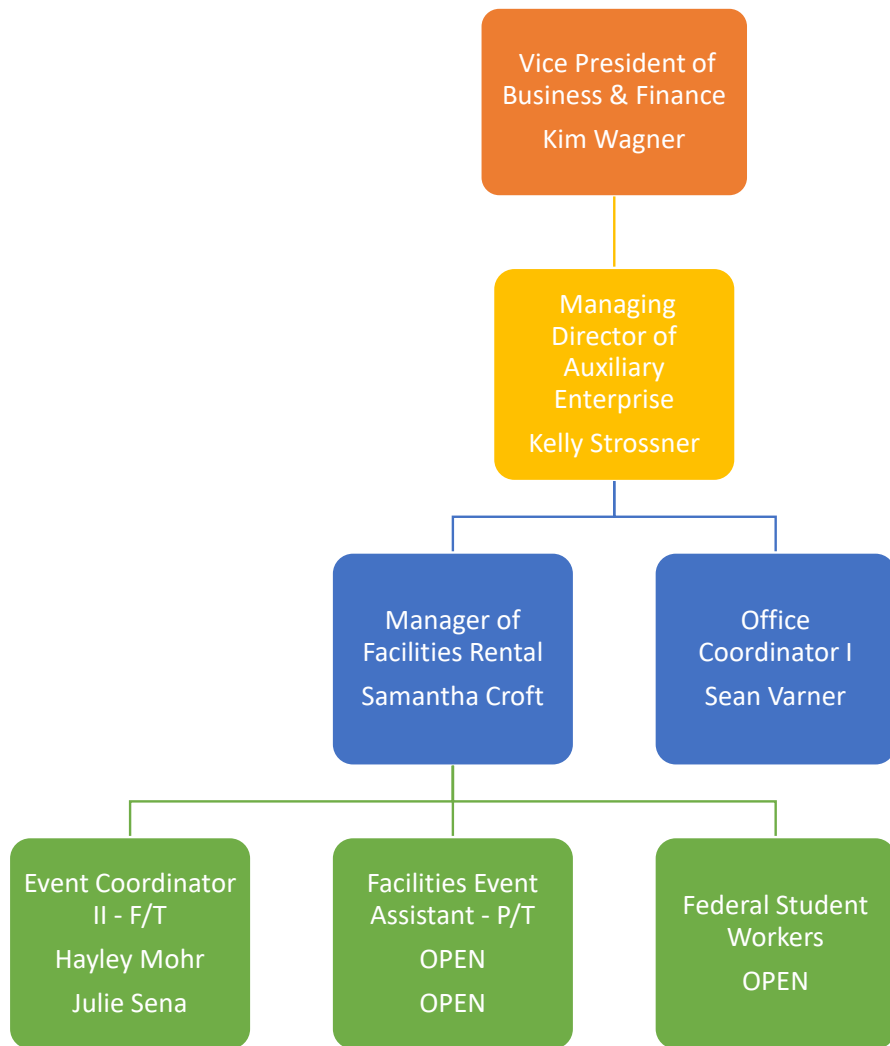 Vice President of
Business & Finance
Kim Wagner
Managing
Director of
Auxiliary
Enterprise
Kelly Strossner
Manager of
Facilities Rental
Samantha Croft
Office
Coordinator I
Sean Varner
Event Coordinator
II - F/T
Hayley Mohr
Julie Sena
Facilities Event
Assistant - P/T
OPEN
OPEN
Federal Student
Workers
OPEN